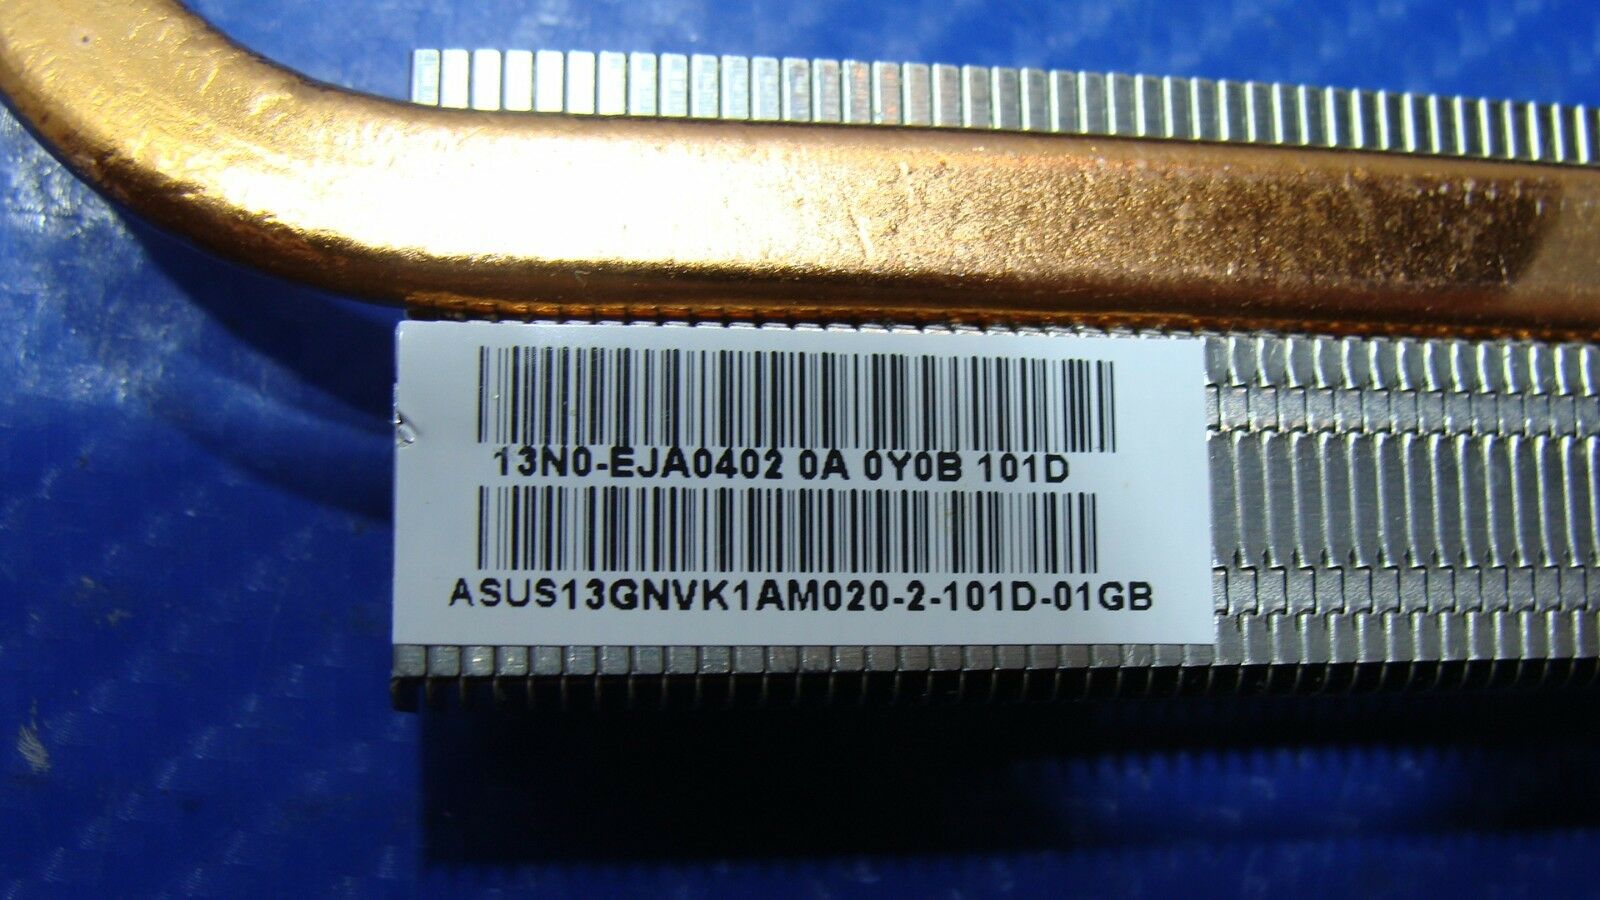 13N0-EJA0402 0A 0Y0B 101D
ASUS13GNVK1AM020-2-101D-01GB